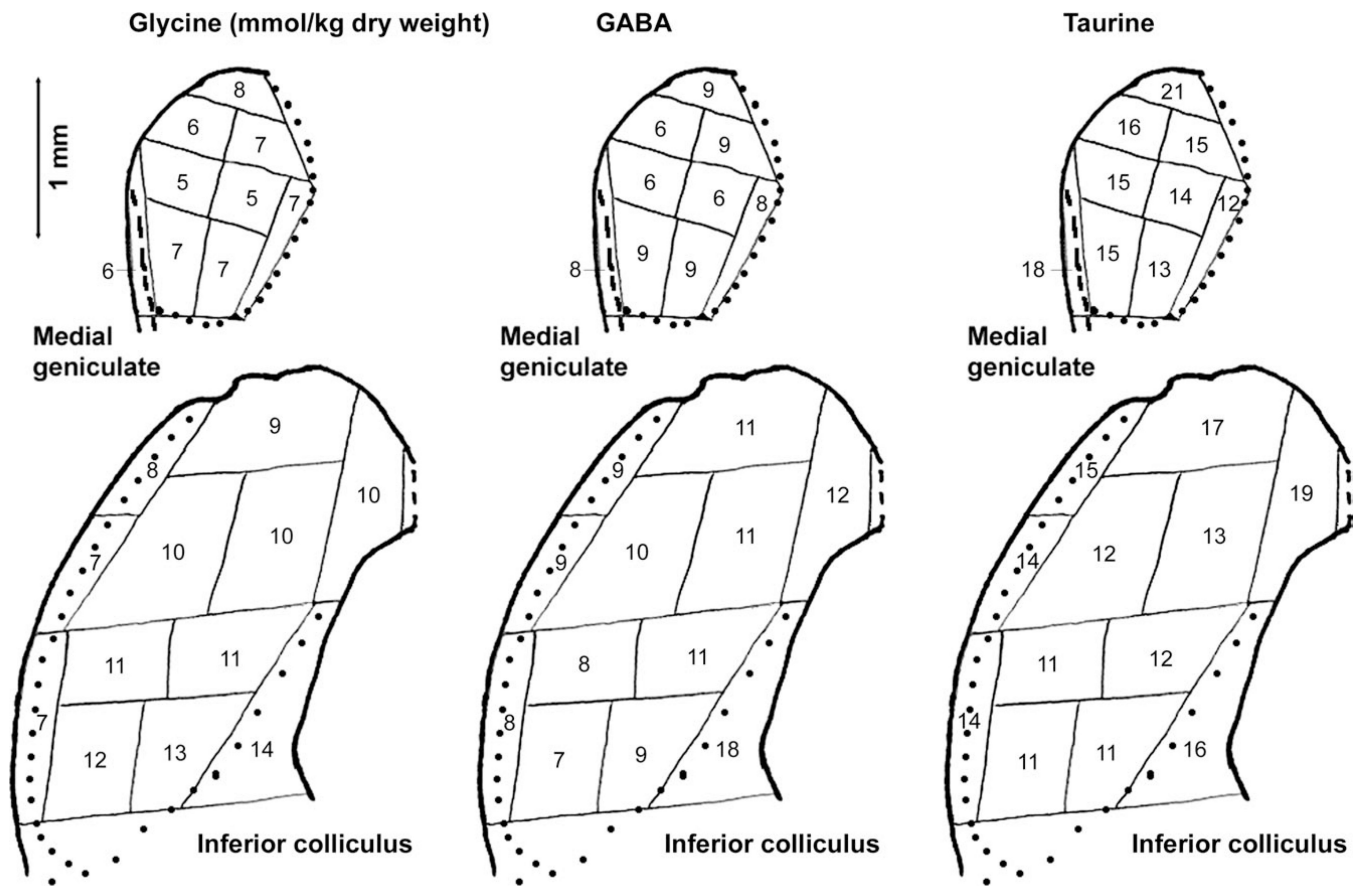 Glycine (mmol/kg dry weight) GABA Taurine
1 mm
8 9 21
6 7 6 9 16 15
5 5 7 6 6 8 15 14 12
7 7 9 9 15 13
6 8 18
Medial Medial Medial
geniculate geniculate geniculate
9 11 17
8 9 15
10 12 19
10 10 10 11 12 13
7 9 14
11 11 8 11 11 12
7 8 14
12 13 14 7 9 18 11 11 16
Inferior colliculus Inferior colliculus Inferior colliculus